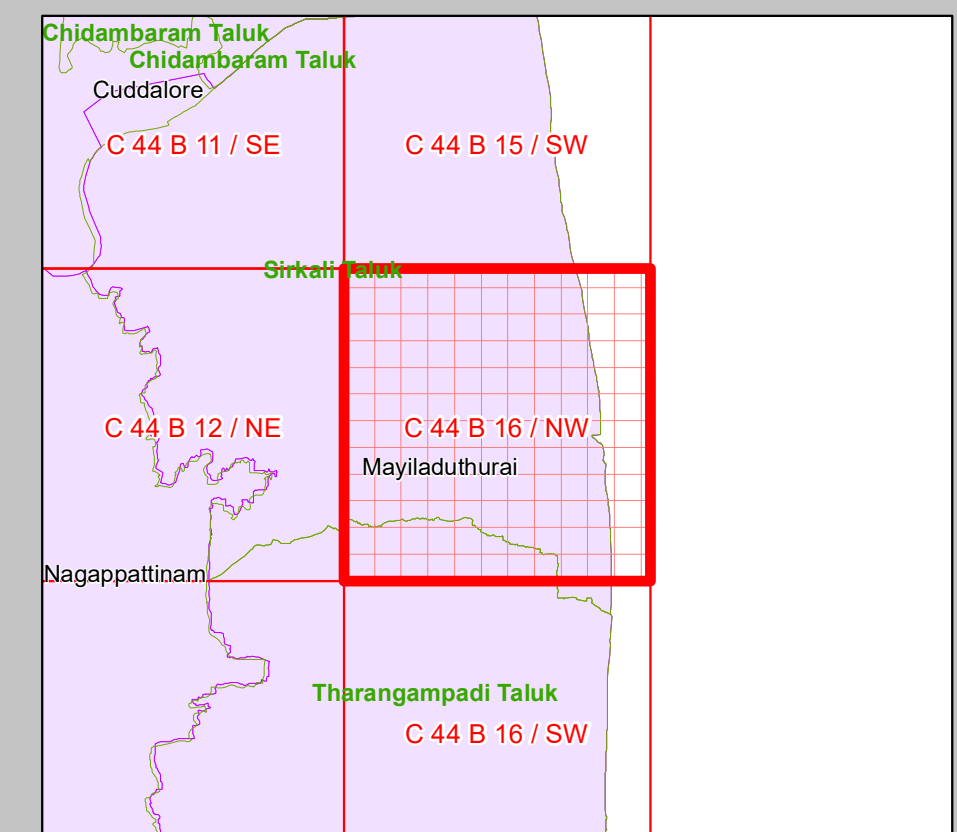 Chidambaram Taluk
Chidambaram Taluk
Cuddalore
C 44 B 11 / SE
C 44 B 15 / SW
Sirkali Taluk
C 44 B 12 / NE
C 44 B 16 / NW
Mayiladuthurai
Nagappattinam
Tharangampadi Taluk
C 44 B 16 / SW